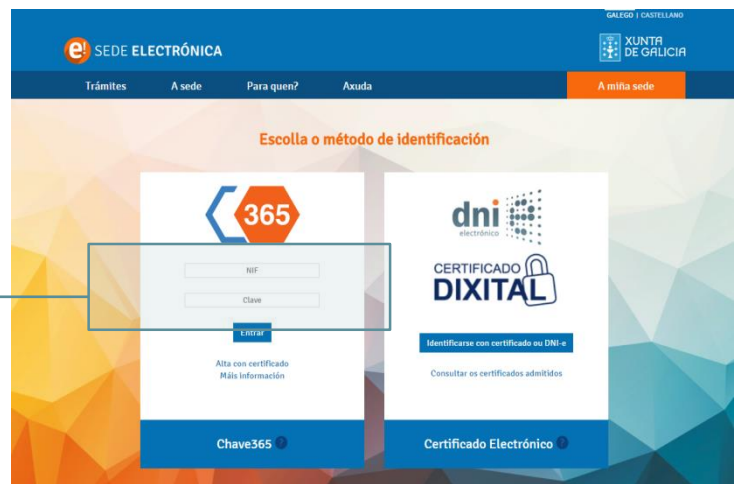 GALEGO | CASTELLANO
e! SEDE ELECTRÓNICA
XUNTA
DE GALICIA
Trámites A sede Para quen? Axuda A miña sede
Escolla o método de identificación
365
NIF
Clave
Entrar
Alta con certificado
Máis información
Chave365 ?
dni
electrónico
CERTIFICADO
DIXITAL
Identificarse con certificado ou DNI-e
Consultar os certificados admitidos
Certificado Electrónico ?